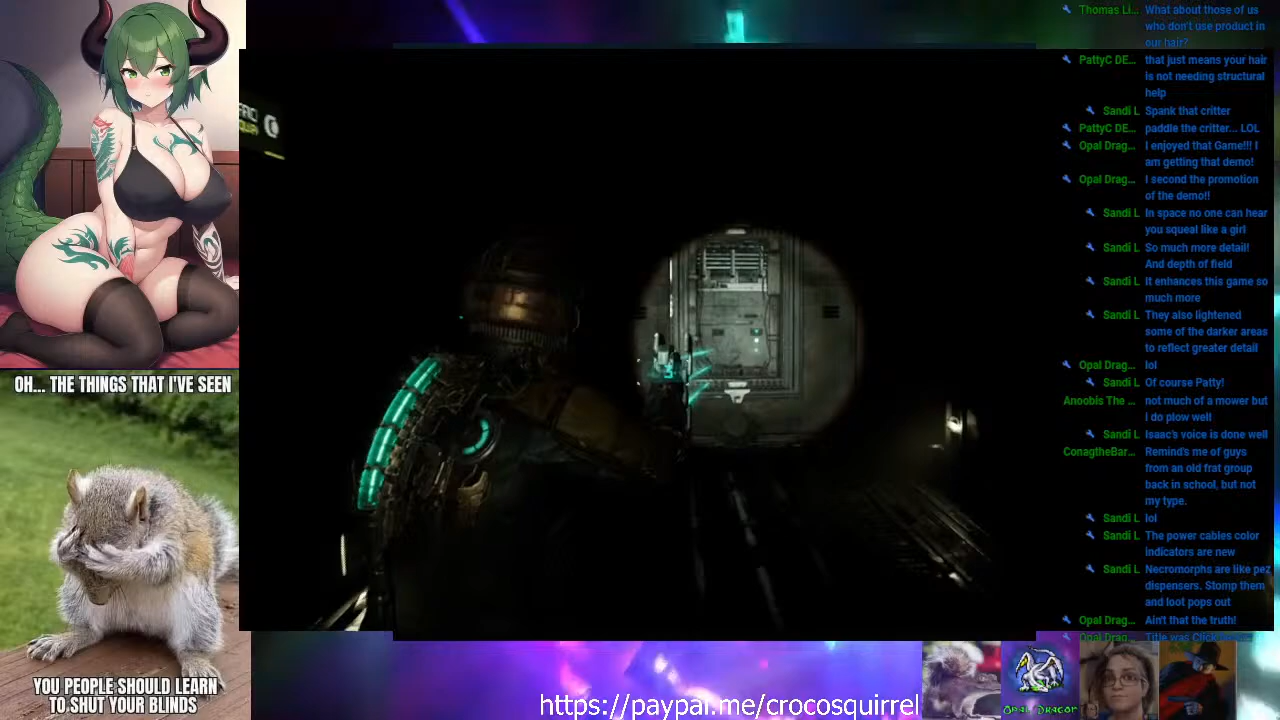 OH... THE THINGS THAT I'VE SEEN
YOU PEOPLE SHOULD LEARN
TO SHUT YOUR BLINDS
https://paypal.me/crocosquirrel
OPAL DRAGON
Thomas Li... What about those of us
who don't use product in
our hair?
PattyC DE... that just means your hair
is not needing structural
help
Sandi L Spank that critter
PattyC DE... paddle the critter... LOL
Opal Drag... I enjoyed that Game!!! I
am getting that demo!
Opal Drag... I second the promotion
of the demo!!
Sandi L In space no one can hear
you squeal like a girl
Sandi L So much more detail!
And depth of field
Sandi L It enhances this game so
much more
Sandi L They also lightened
some of the darker areas
to reflect greater detail
Opal Drag... lol
Sandi L Of course Patty!
Anoobis The ... not much of a mower but
i do plow well
Sandi L Isaac's voice is done well
ConagtheBar... Remind's me of guys
from an old frat group
back in school, but not
my type.
Sandi L lol
Sandi L The power cables color
indicators are new
Sandi L Necromorphs are like pez
dispensers. Stomp them
and loot pops out
Opal Drag... Ain't that the truth!
Opal Drag... Title was